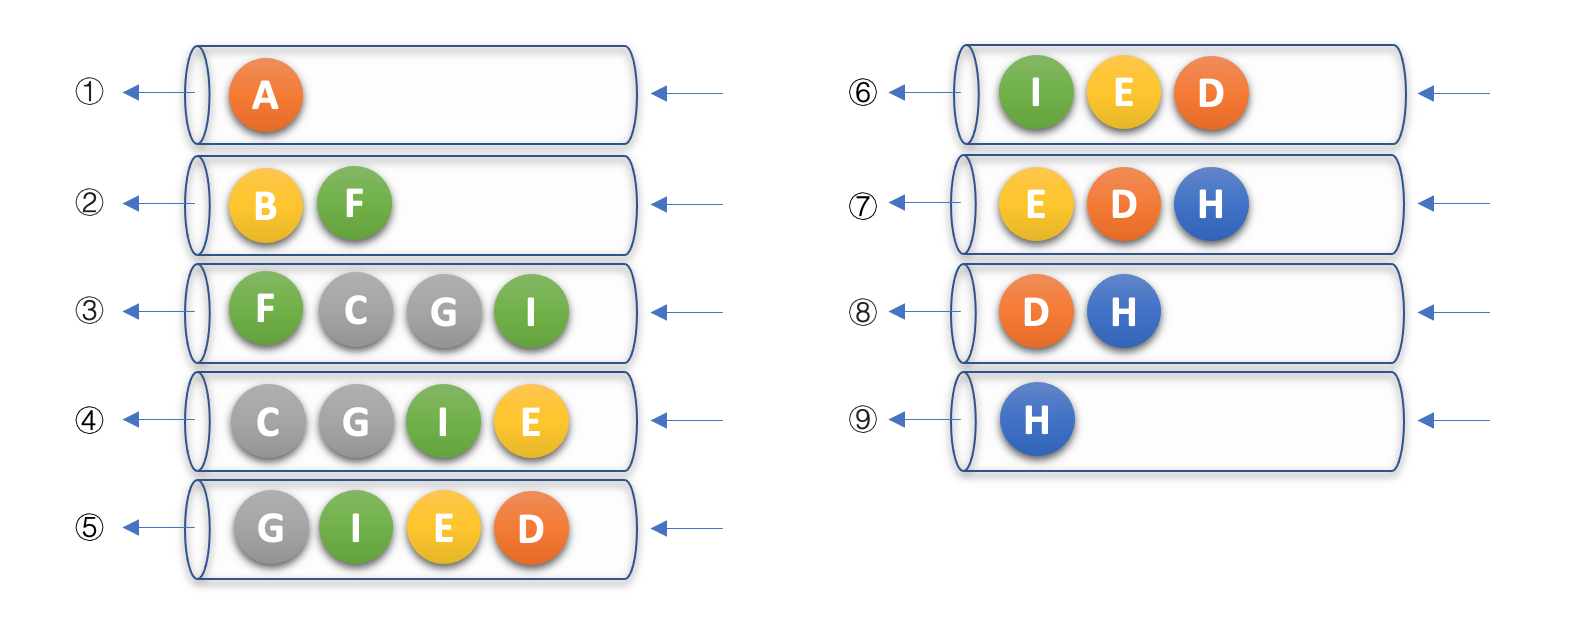 ① A
② B F
③ F C G I
④ C G I E
⑤ G I E D
⑥ I E D
⑦ E D H
⑧ D H
⑨ H